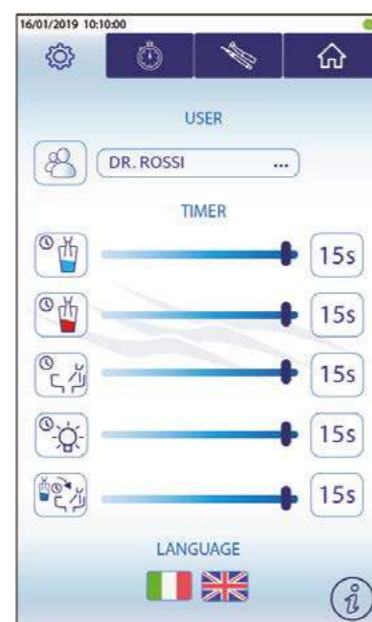 16/01/2019 10:10:00
USER
DR. ROSSI ...
TIMER
15s
15s
15s
15s
15s
LANGUAGE
i